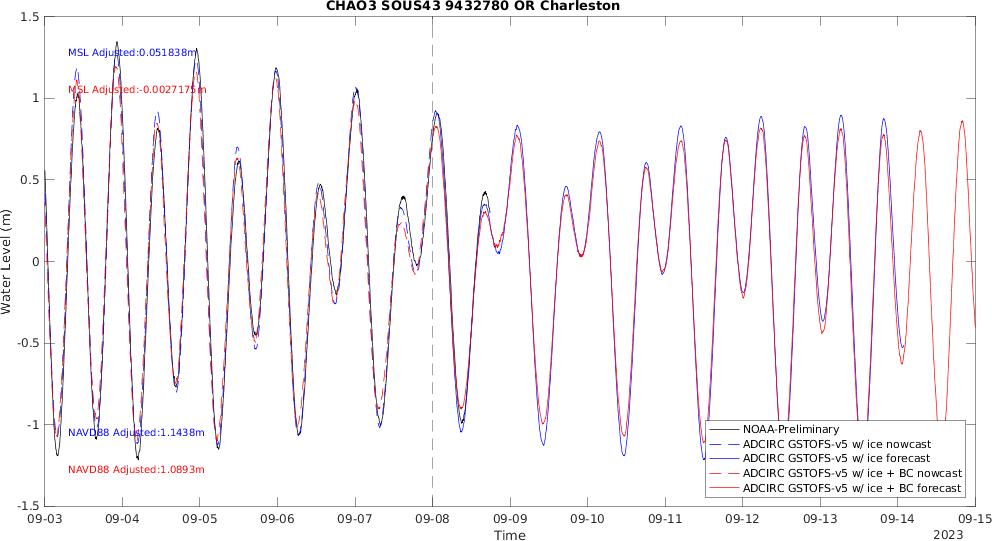 CHAO3 SOUS43 9432780 OR Charleston
1.5
MSL Adjusted:0.051838m
1
MSL Adjusted:-0.0027175m
0.5
Water Level (m)
0
-0.5
-1
NAVD88 Adjusted:1.1438m
NAVD88 Adjusted:1.0893m
-1.5
NOAA-Preliminary
ADCIRC GSTOFS-v5 w/ ice nowcast
ADCIRC GSTOFS-v5 w/ ice forecast
ADCIRC GSTOFS-v5 w/ ice + BC nowcast
ADCIRC GSTOFS-v5 w/ ice + BC forecast
09-03 09-04 09-05 09-06 09-07 09-08 09-09 09-10 09-11 09-12 09-13 09-14 09-15
Time
2023